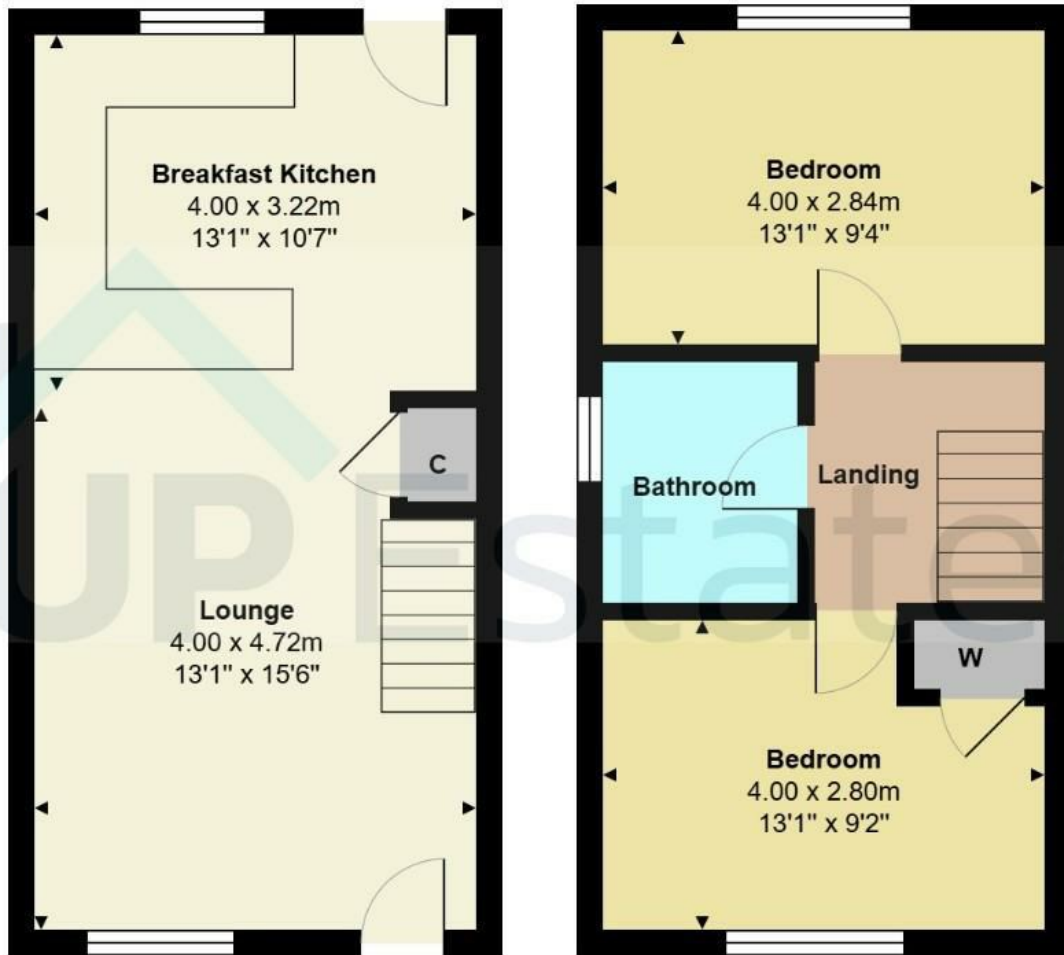 Breakfast Kitchen
4.00 x 3.22m
13'1" x 10'7"
C
Lounge
4.00 x 4.72m
13'1" x 15'6"
Bedroom
4.00 x 2.84m
13'1" x 9'4"
Bathroom
Landing
W
Bedroom
4.00 x 2.80m
13'1" x 9'2"
UP Estate